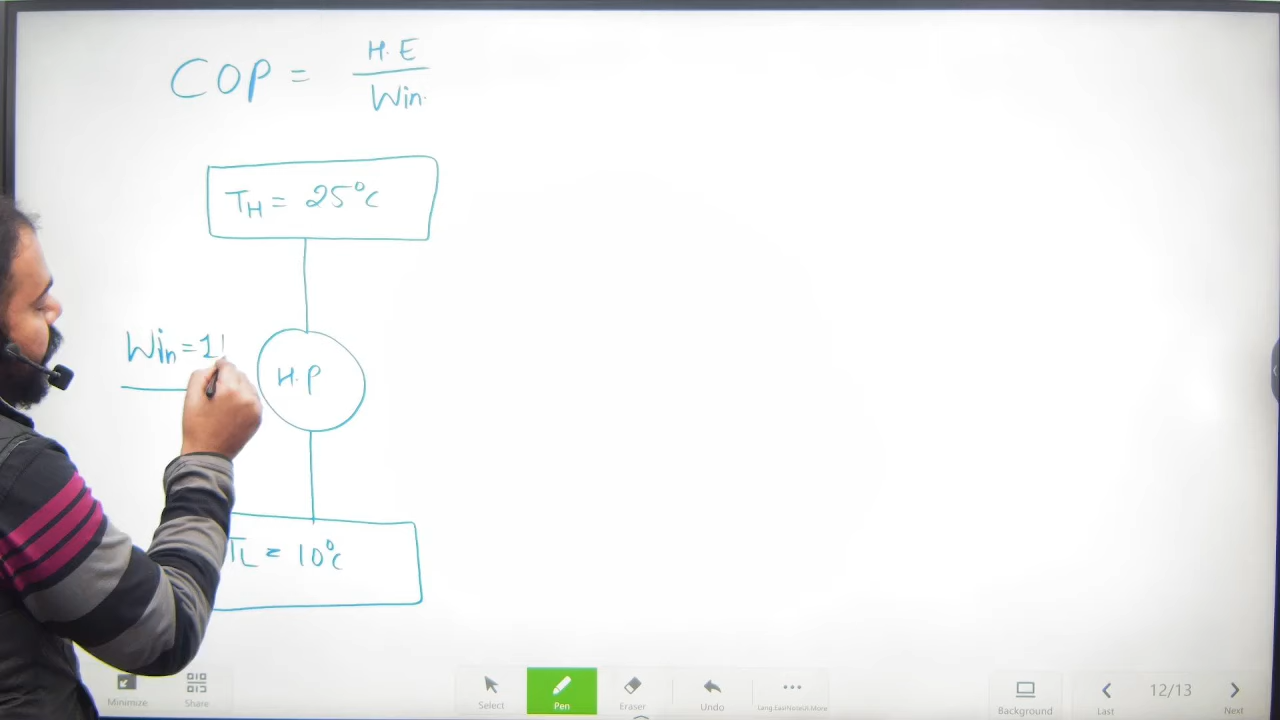 COP = H.E / Win.
TH = 25°C
Win = 1
H.P
TL = 10°C
Minimize
Share
Select
Pen
Eraser
Undo
Background
Last
12/13
Next